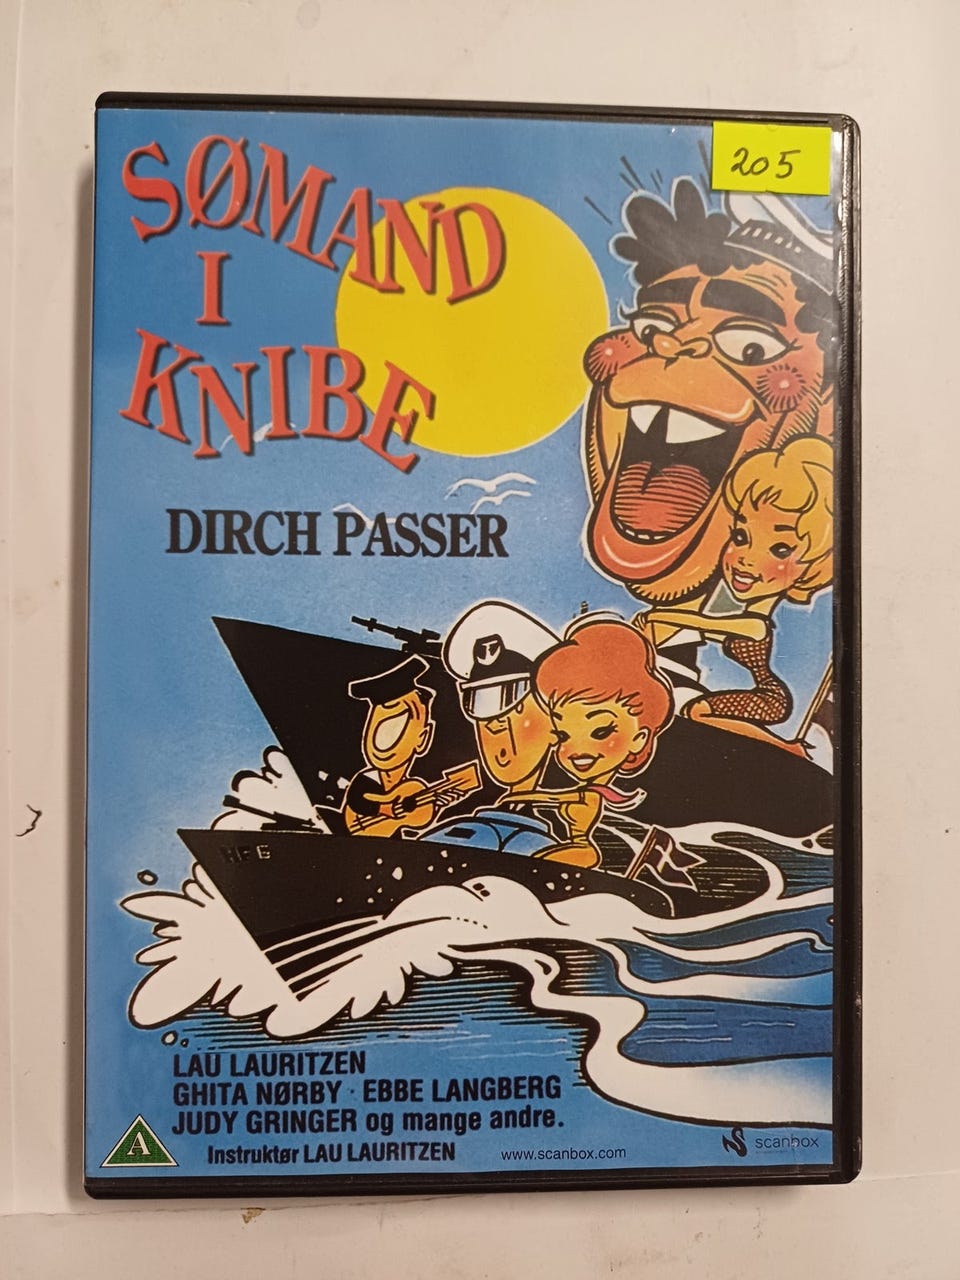 205
SØMAND
I
KNIBE
DIRCH PASSER
LAU LAURITZEN
GHITA NØRBY · EBBE LANGBERG
JUDY GRINGER og mange andre.
Instruktør LAU LAURITZEN
www.scanbox.com
scanbox
A